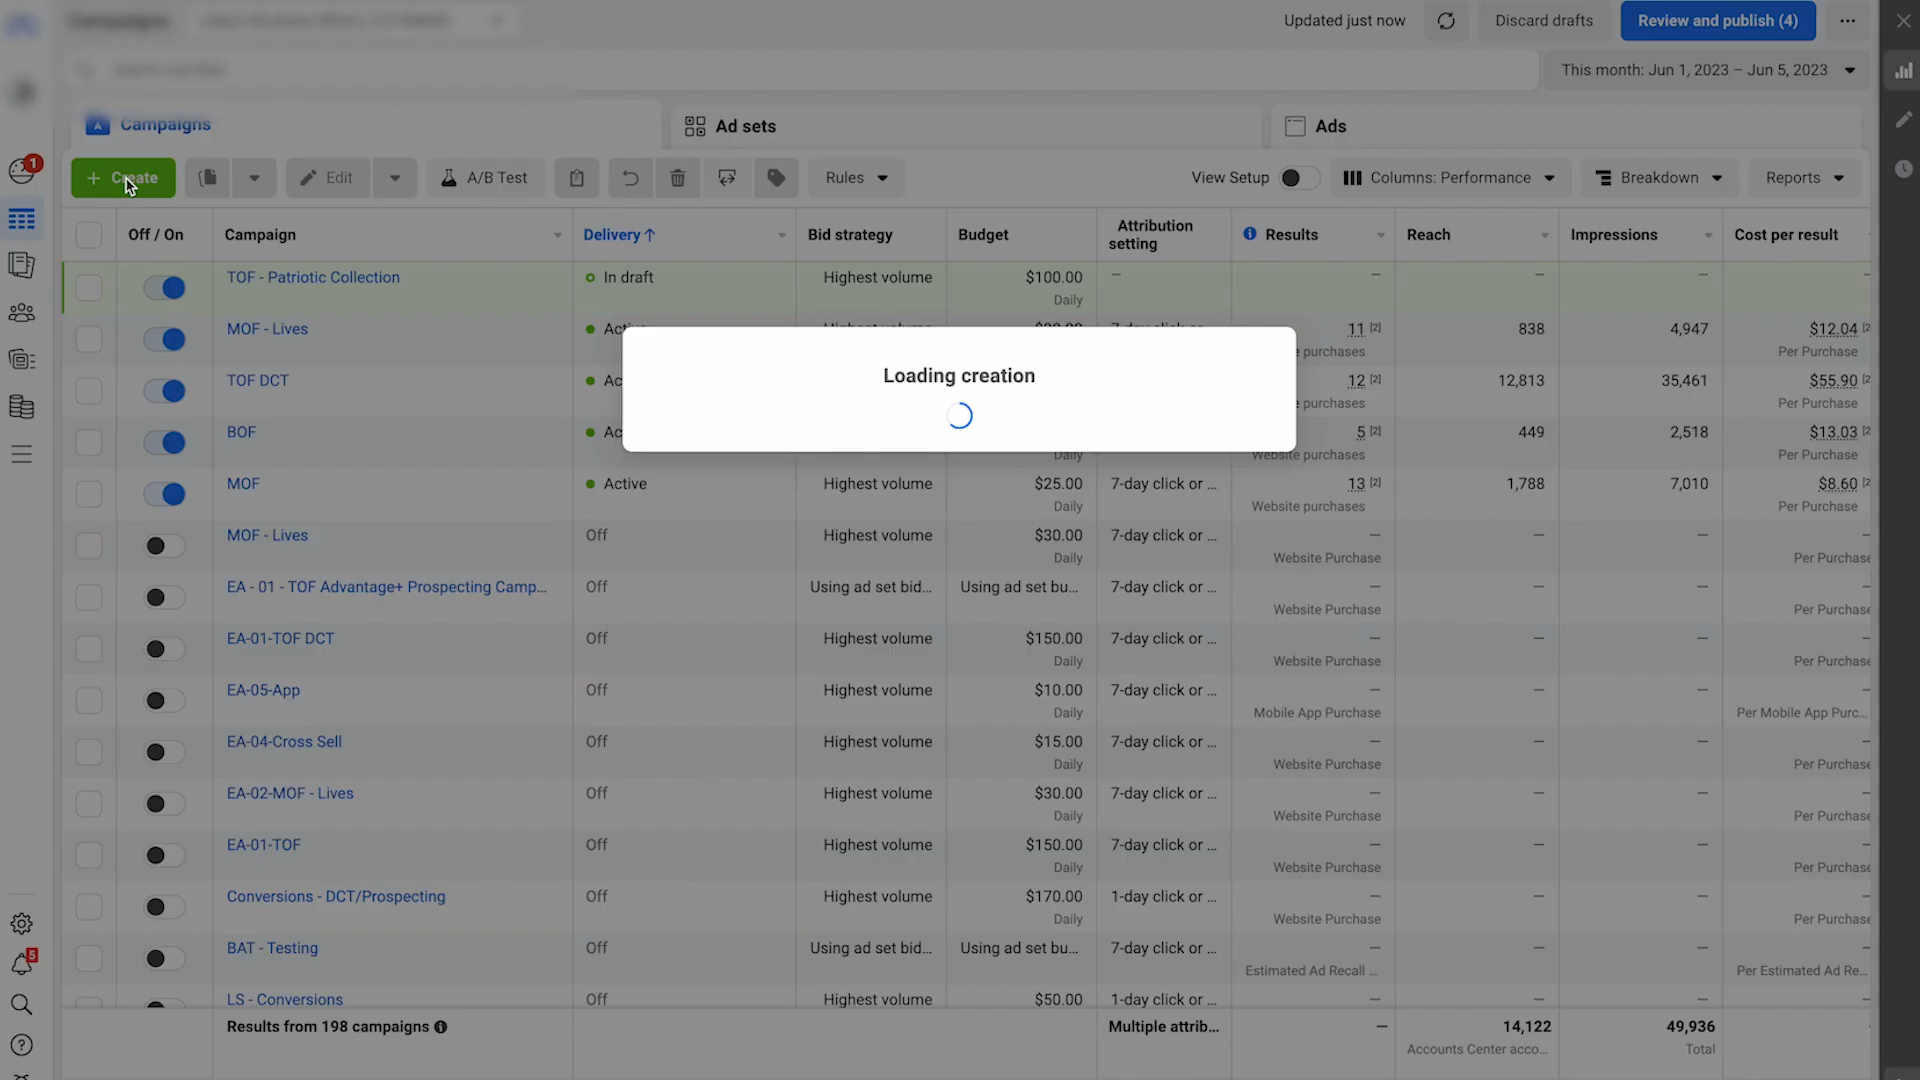 Campaigns
Updated just now
Discard drafts
Review and publish (4)
This month: Jun 1, 2023 – Jun 5, 2023
Campaigns
Ad sets
Ads
1
Create
Edit
A/B Test
Rules
View Setup
Columns: Performance
Breakdown
Reports
Off / On
Campaign
Delivery ↑
Bid strategy
Budget
Attribution
setting
Results
Reach
Impressions
Cost per result
TOF - Patriotic Collection
In draft
Highest volume
$100.00
Daily
–
–
–
–
–
MOF - Lives
11 [2]
838
4,947
$12.04
purchases
Per Purchase
Loading creation
TOF DCT
12 [2]
12,813
35,461
$55.90
purchases
Per Purchase
BOF
5 [2]
449
2,518
$13.03
Daily
Website purchases
Per Purchase
MOF
Active
Highest volume
$25.00
7-day click or ...
13 [2]
1,788
7,010
$8.60
Daily
Website purchases
Per Purchase
MOF - Lives
Off
Highest volume
$30.00
7-day click or ...
–
–
–
–
Daily
Website Purchase
Per Purchase
EA - 01 - TOF Advantage+ Prospecting Camp...
Off
Using ad set bid...
Using ad set bu...
7-day click or ...
–
–
–
–
Website Purchase
Per Purchase
EA-01-TOF DCT
Off
Highest volume
$150.00
7-day click or ...
–
–
–
–
Daily
Website Purchase
Per Purchase
EA-05-App
Off
Highest volume
$10.00
7-day click or ...
–
–
–
–
Daily
Mobile App Purchase
Per Mobile App Purc...
EA-04-Cross Sell
Off
Highest volume
$15.00
7-day click or ...
–
–
–
–
Daily
Website Purchase
Per Purchase
EA-02-MOF - Lives
Off
Highest volume
$30.00
7-day click or ...
–
–
–
–
Daily
Website Purchase
Per Purchase
EA-01-TOF
Off
Highest volume
$150.00
7-day click or ...
–
–
–
–
Daily
Website Purchase
Per Purchase
Conversions - DCT/Prospecting
Off
Highest volume
$170.00
1-day click or ...
–
–
–
–
Daily
Website Purchase
Per Purchase
BAT - Testing
Off
Using ad set bid...
Using ad set bu...
7-day click or ...
–
–
–
–
Estimated Ad Recall ...
Per Estimated Ad Re...
5
LS - Conversions
Off
Highest volume
$50.00
1-day click or ...
–
–
–
–
Results from 198 campaigns
Multiple attrib...
–
14,122
49,936
–
Accounts Center acco...
Total